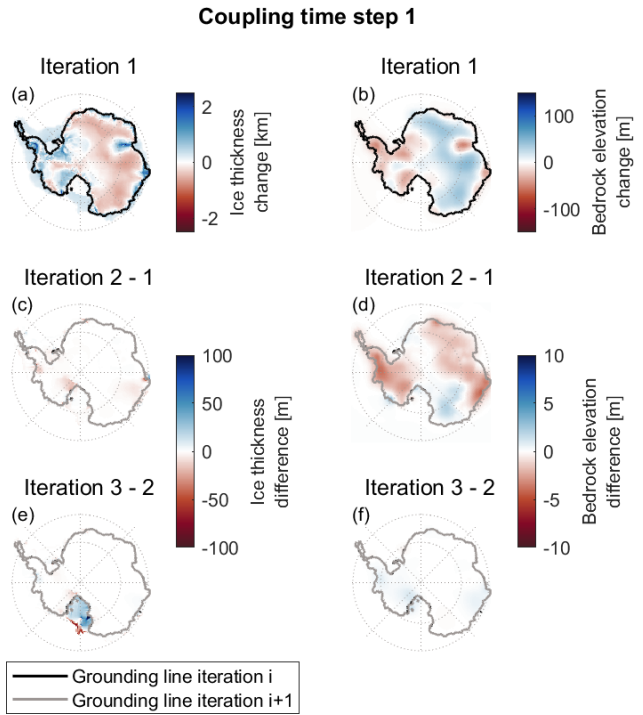 Coupling time step 1
Iteration 1
Iteration 1
(a)
2
0
-2
Ice thickness
change [km]
(b)
100
0
-100
Bedrock elevation
change [m]
Iteration 2 - 1
Iteration 2 - 1
(c)
(d)
100
50
0
-50
-100
Ice thickness
difference [m]
10
5
0
-5
-10
Bedrock elevation
difference [m]
Iteration 3 - 2
Iteration 3 - 2
(e)
(f)
Grounding line iteration i
Grounding line iteration i+1